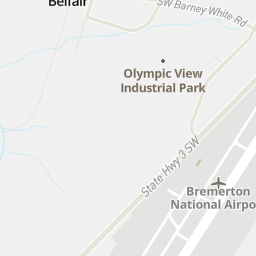 Belfair
SW Barney White Rd
Olympic View
Industrial Park
State Hwy 3 SW
Bremerton
National Airpo